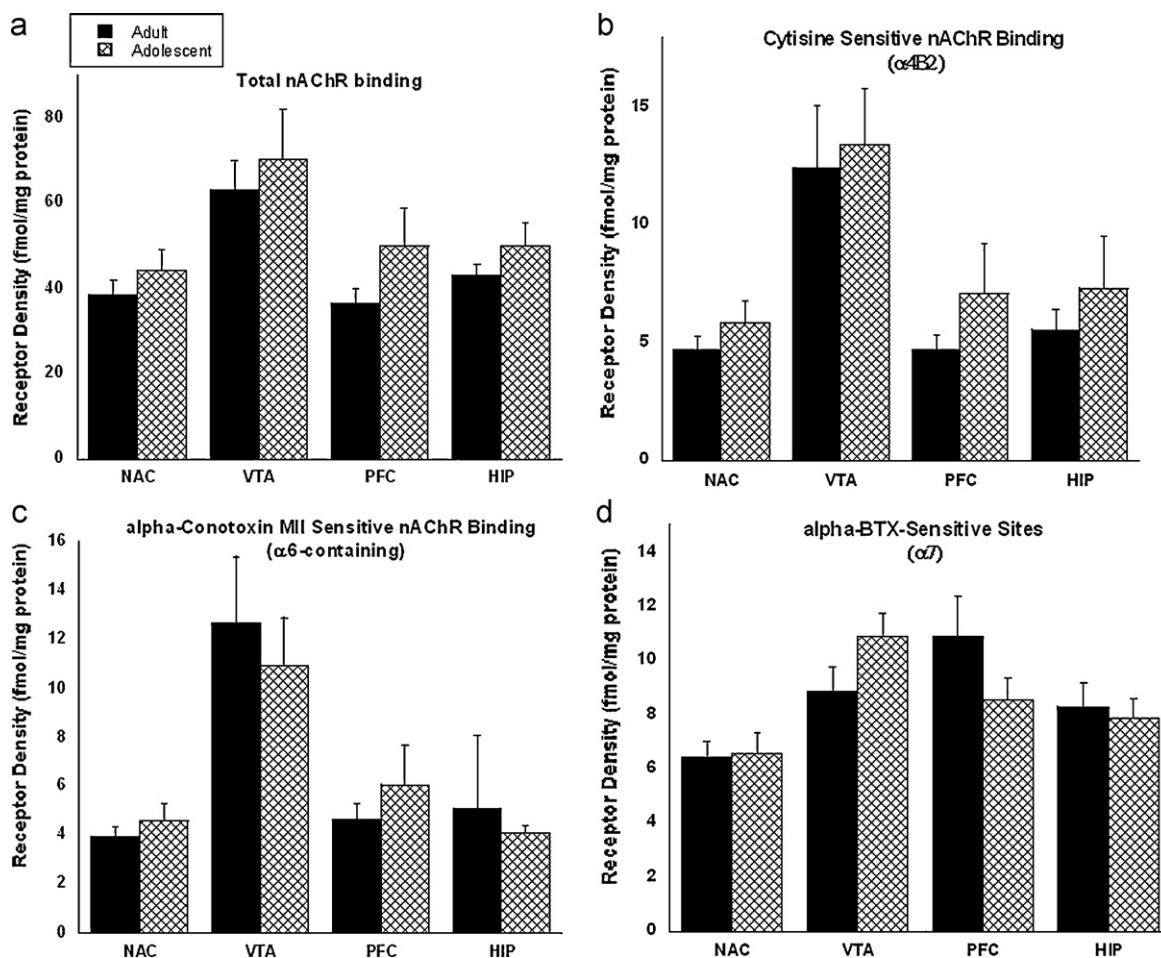 a
Adult
Adolescent
Total nAChR binding
Receptor Density (fmol/mg protein)
80
60
40
20
0
NAC VTA PFC HIP
b
Cytisine Sensitive nAChR Binding
(α4B2)
Receptor Density (fmol/mg protein)
15
10
5
0
NAC VTA PFC HIP
c
alpha-Conotoxin MII Sensitive nAChR Binding
(α6-containing)
Receptor Density (fmol/mg protein)
16
14
12
10
8
6
4
2
0
NAC VTA PFC HIP
d
alpha-BTX-Sensitive Sites
(α7)
Receptor Density (fmol/mg protein)
14
12
10
8
6
4
2
0
NAC VTA PFC HIP